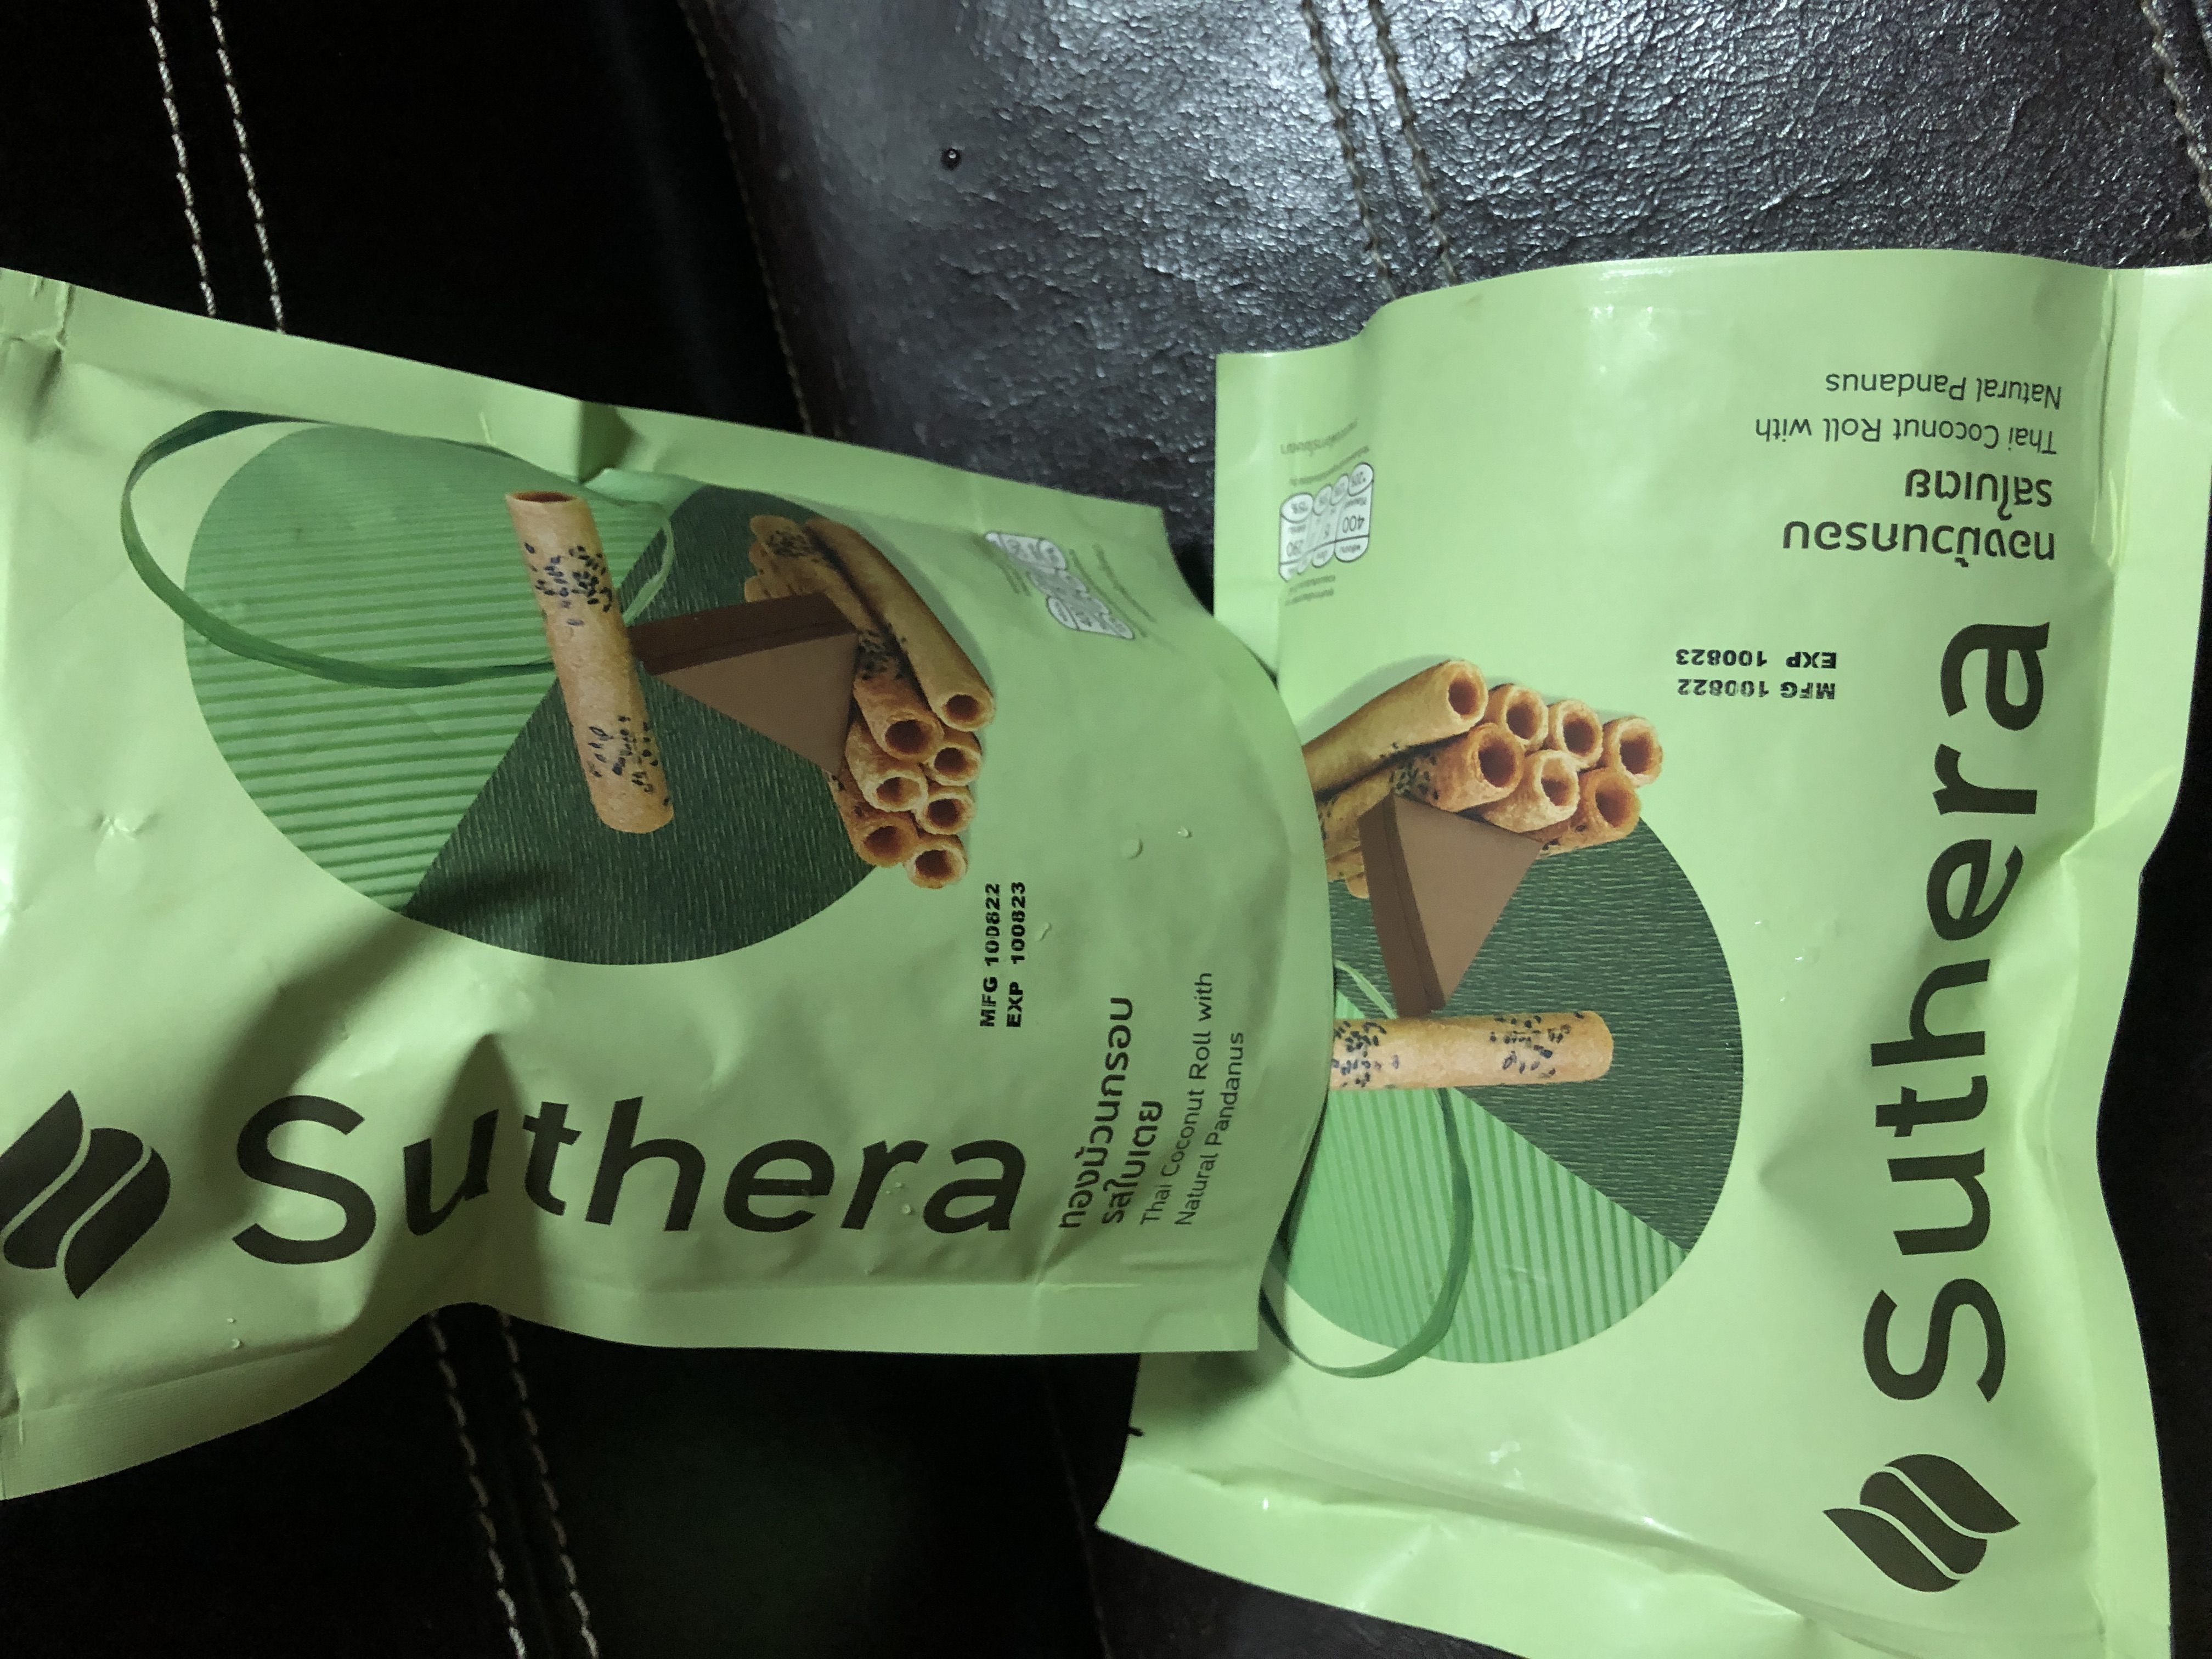 Suthera
ทองม้วนกรอบ
รสใบเตย
Thai Coconut Roll with
Natural Pandanus
MFG 100822
EXP 100823
Suthera
ทองม้วนกรอบ
รสใบเตย
Thai Coconut Roll with
Natural Pandanus
MFG 100822
EXP 100823
290
400